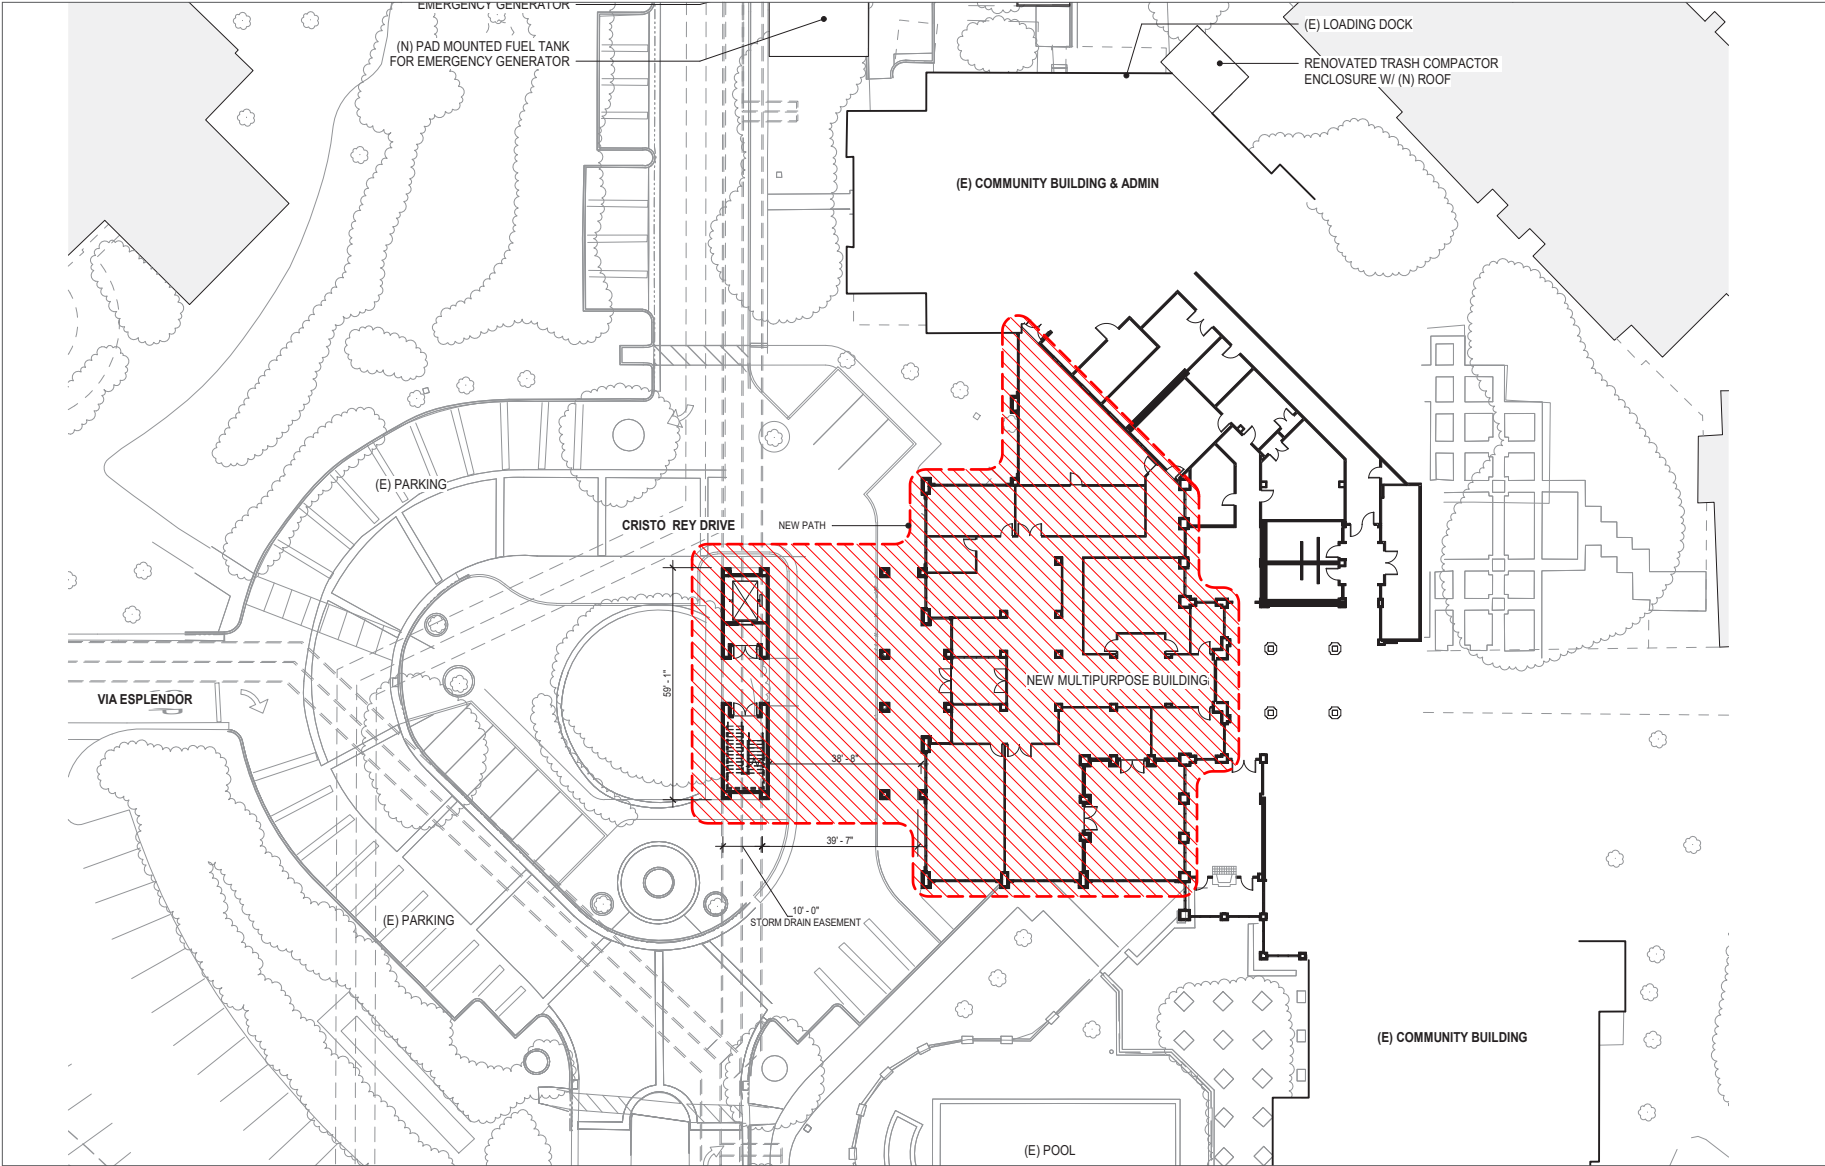 EMERGENCY GENERATOR
(N) PAD MOUNTED FUEL TANK
FOR EMERGENCY GENERATOR
(E) LOADING DOCK
RENOVATED TRASH COMPACTOR
ENCLOSURE W/ (N) ROOF
(E) COMMUNITY BUILDING & ADMIN
(E) PARKING
CRISTO REY DRIVE
NEW PATH
59' - 1"
NEW MULTIPURPOSE BUILDING
VIA ESPLENDOR
38' - 8"
39' - 7"
10' - 0"
STORM DRAIN EASEMENT
(E) PARKING
(E) COMMUNITY BUILDING
(E) POOL